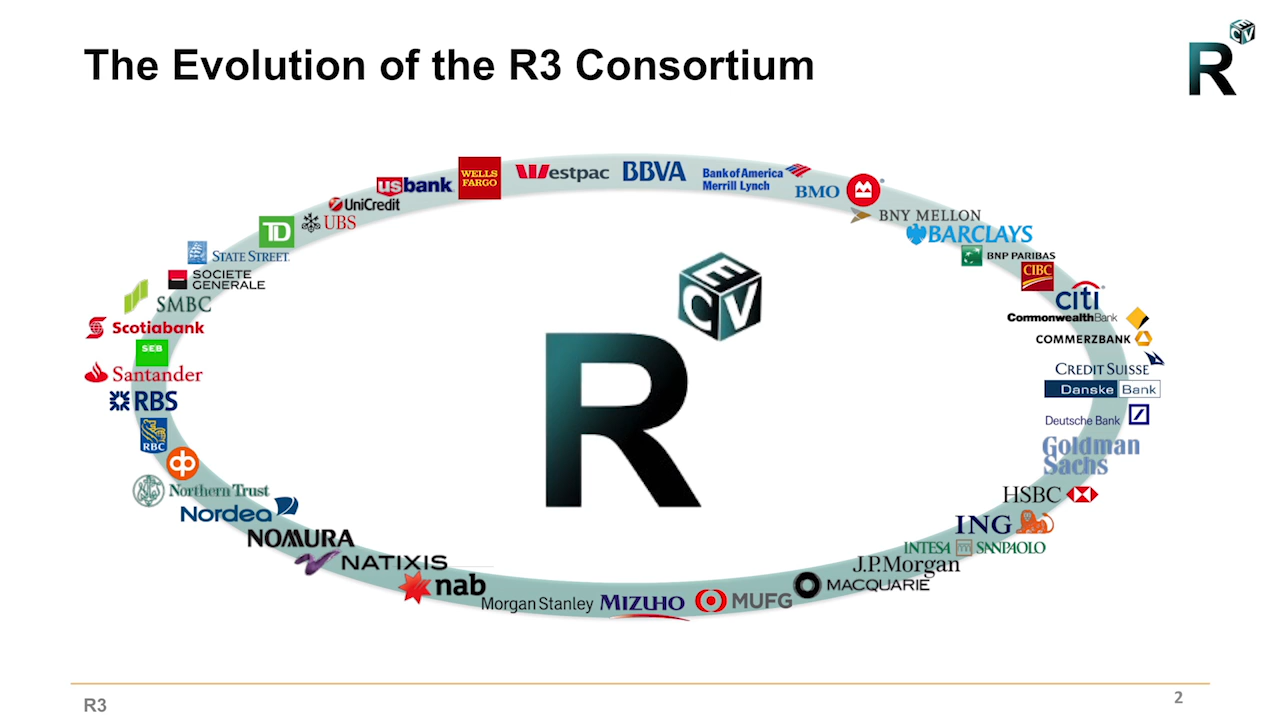 The Evolution of the R3 Consortium
R
C E V
BBVA
Bank of America
Merrill Lynch
BMO
BNY MELLON
BARCLAYS
BNP PARIBAS
CIBC
citi
CommonwealthBank
COMMERZBANK
CREDIT SUISSE
Danske Bank
Deutsche Bank
Goldman
Sachs
HSBC
ING
INTESA SANPAOLO
J.P.Morgan
MACQUARIE
MUFG
MIZUHO
Morgan Stanley
nab
NATIXIS
NOMURA
Nordea
Northern Trust
op
RBC
RBS
Santander
SEB
Scotiabank
SMBC
SOCIETE
GENERALE
STATE STREET
TD
UBS
UniCredit
usbank
WELLS
FARGO
Westpac
R
C E V
R3
2